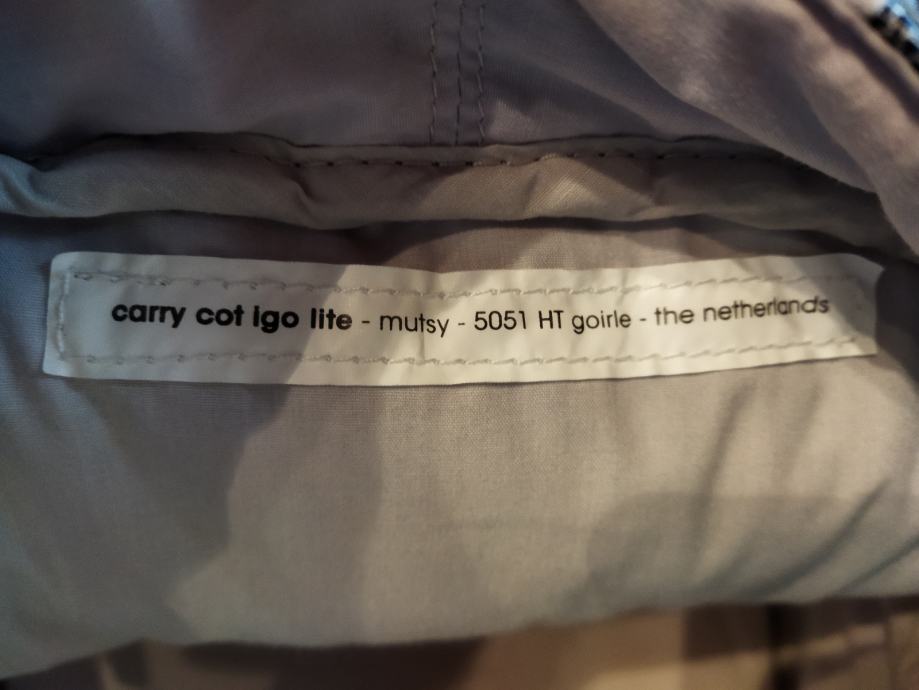 carry cot igo lite - mutsy - 5051 HT goirle - the netherlands